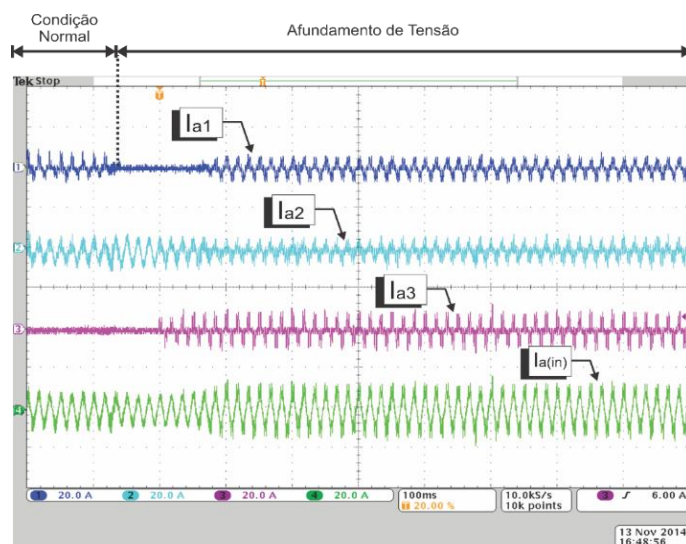 Condição
Normal
Afundamento de Tensão
Tek Stop
T
Ia1
1
Ia2
2
Ia3
3
Ia(in)
4
1 20.0 A 2 20.0 A 3 20.0 A 4 20.0 A
100ms
T 20.00 %
10.0kS/s
10k points
3 ƒ 6.00 A
13 Nov 2014
16:48:56